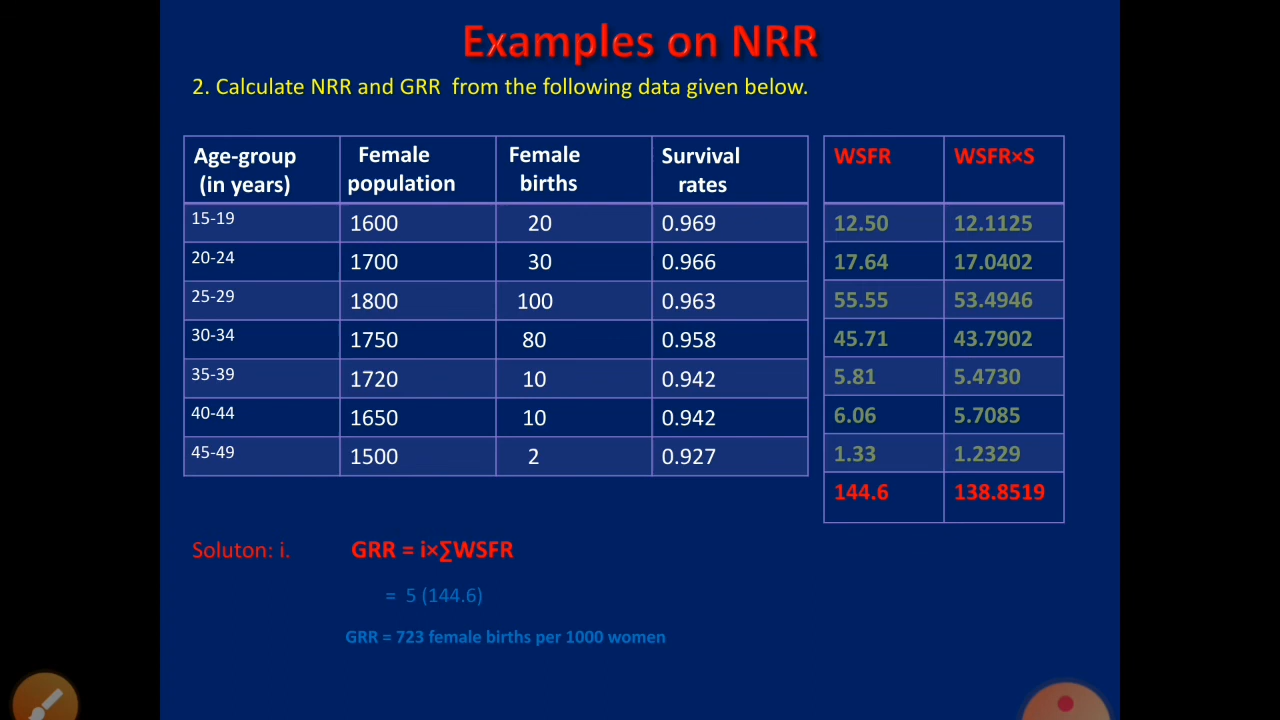 Examples on NRR
2. Calculate NRR and GRR from the following data given below.
Age-group (in years) Female population Female births Survival rates WSFR WSFR×S
15-19 1600 20 0.969 12.50 12.1125
20-24 1700 30 0.966 17.64 17.0402
25-29 1800 100 0.963 55.55 53.4946
30-34 1750 80 0.958 45.71 43.7902
35-39 1720 10 0.942 5.81 5.4730
40-44 1650 10 0.942 6.06 5.7085
45-49 1500 2 0.927 1.33 1.2329
144.6 138.8519
Soluton: i. GRR = i×∑WSFR
= 5 (144.6)
GRR = 723 female births per 1000 women